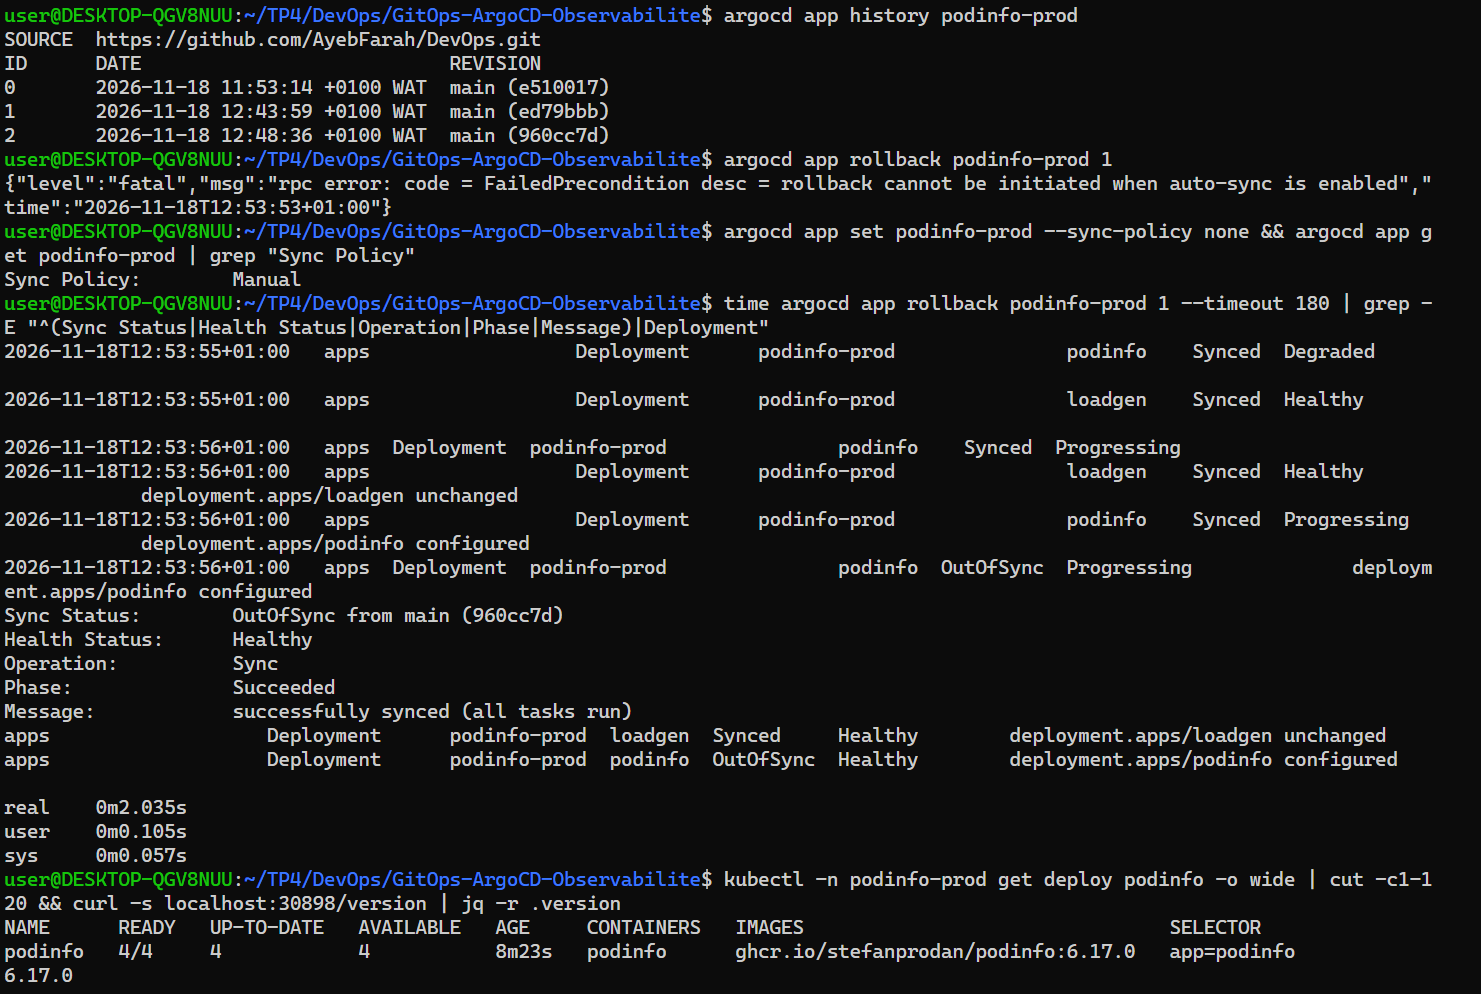 user@DESKTOP-QGV8NUU:~/TP4/DevOps/GitOps-ArgoCD-Observabilite$ argocd app history podinfo-prod
SOURCE  https://github.com/AyebFarah/DevOps.git
ID      DATE                           REVISION
0       2026-11-18 11:53:14 +0100 WAT  main (e510017)
1       2026-11-18 12:43:59 +0100 WAT  main (ed79bbb)
2       2026-11-18 12:48:36 +0100 WAT  main (960cc7d)
user@DESKTOP-QGV8NUU:~/TP4/DevOps/GitOps-ArgoCD-Observabilite$ argocd app rollback podinfo-prod 1
{"level":"fatal","msg":"rpc error: code = FailedPrecondition desc = rollback cannot be initiated when auto-sync is enabled","
time":"2026-11-18T12:53:53+01:00"}
user@DESKTOP-QGV8NUU:~/TP4/DevOps/GitOps-ArgoCD-Observabilite$ argocd app set podinfo-prod --sync-policy none && argocd app g
et podinfo-prod | grep "Sync Policy"
Sync Policy:        Manual
user@DESKTOP-QGV8NUU:~/TP4/DevOps/GitOps-ArgoCD-Observabilite$ time argocd app rollback podinfo-prod 1 --timeout 180 | grep -
E "^(Sync Status|Health Status|Operation|Phase|Message)|Deployment"
2026-11-18T12:53:55+01:00   apps                  Deployment      podinfo-prod               podinfo    Synced  Degraded
2026-11-18T12:53:55+01:00   apps                  Deployment      podinfo-prod               loadgen    Synced  Healthy
2026-11-18T12:53:56+01:00   apps  Deployment  podinfo-prod               podinfo    Synced  Progressing
2026-11-18T12:53:56+01:00   apps                  Deployment      podinfo-prod               loadgen    Synced  Healthy
            deployment.apps/loadgen unchanged
2026-11-18T12:53:56+01:00   apps                  Deployment      podinfo-prod               podinfo    Synced  Progressing
            deployment.apps/podinfo configured
2026-11-18T12:53:56+01:00   apps  Deployment  podinfo-prod               podinfo  OutOfSync  Progressing              deploym
ent.apps/podinfo configured
Sync Status:        OutOfSync from main (960cc7d)
Health Status:      Healthy
Operation:          Sync
Phase:              Succeeded
Message:            successfully synced (all tasks run)
apps                   Deployment      podinfo-prod  loadgen  Synced     Healthy        deployment.apps/loadgen unchanged
apps                   Deployment      podinfo-prod  podinfo  OutOfSync  Healthy        deployment.apps/podinfo configured
real    0m2.035s
user    0m0.105s
sys     0m0.057s
user@DESKTOP-QGV8NUU:~/TP4/DevOps/GitOps-ArgoCD-Observabilite$ kubectl -n podinfo-prod get deploy podinfo -o wide | cut -c1-1
20 && curl -s localhost:30898/version | jq -r .version
NAME      READY   UP-TO-DATE   AVAILABLE   AGE     CONTAINERS   IMAGES                                SELECTOR
podinfo   4/4     4            4           8m23s   podinfo      ghcr.io/stefanprodan/podinfo:6.17.0   app=podinfo
6.17.0